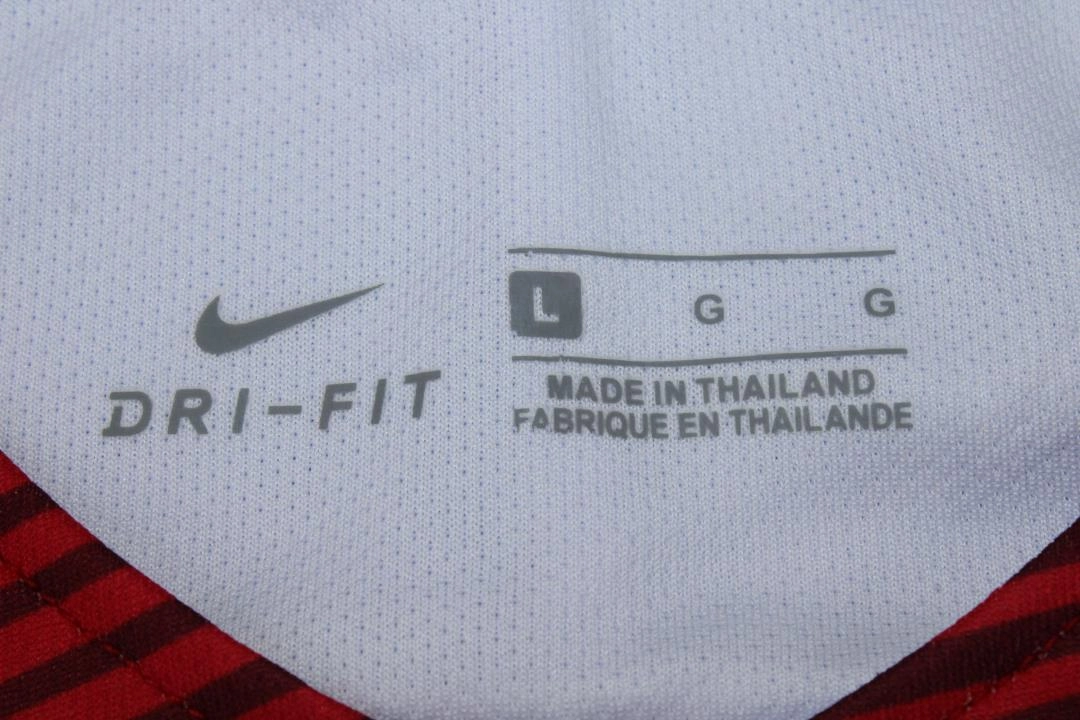 DRI-FIT
L G G
MADE IN THAILAND
FABRIQUE EN THAILANDE